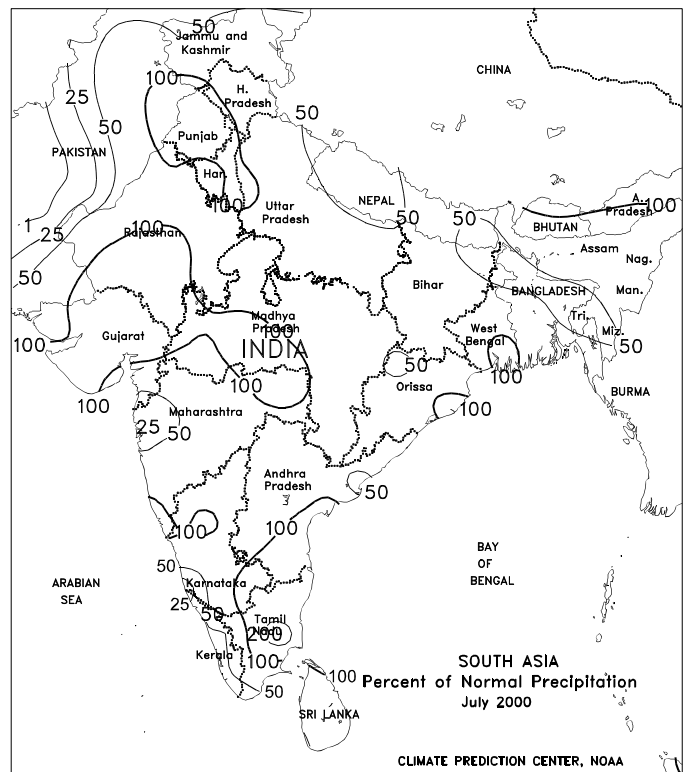 50
Jammu and
Kashmir
CHINA
100
H.
Pradesh
25
50
50
Punjab
PAKISTAN
Har.
NEPAL
A.
Pradesh
100
100
Uttar
Pradesh
1
50
50
BHUTAN
25
100
Rajasthan
Assam
Nag.
50
Bihar
BANGLADESH
Man.
Madhya
Pradesh
100
Tri.
Miz.
Gujarat
West
Bengal
100
INDIA
50
50
100
100
Orissa
BURMA
100
Maharashtra
100
25
50
Andhra
Pradesh
50
100
100
BAY
OF
BENGAL
50
ARABIAN
SEA
Karnataka
25
50
Tamil
Nadu
200
Kerala
100
SOUTH ASIA
100
Percent of Normal Precipitation
50
July 2000
SRI LANKA
CLIMATE PREDICTION CENTER, NOAA